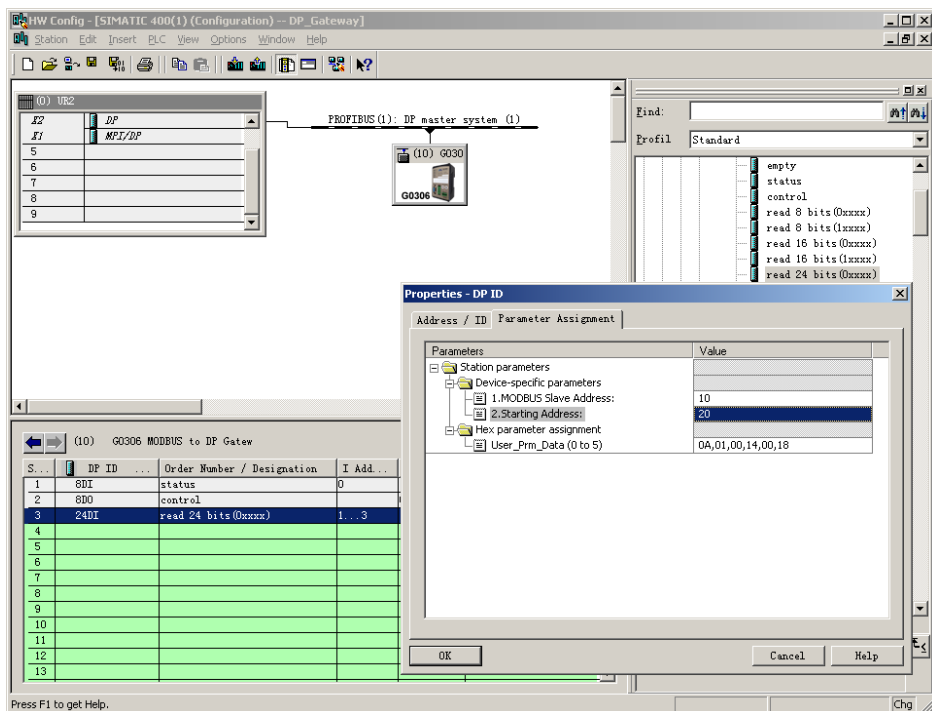 HW Config - [SIMATIC 400(1) (Configuration) -- DP_Gateway]
Station Edit Insert PLC View Options Window Help
(0) UR2
X2 DP
X1 MPI/DP
5
6
7
8
9
PROFIBUS(1): DP master system (1)
(10) G030
G0306
Find:
Profil Standard
empty
status
control
read 8 bits(0xxxx)
read 8 bits(1xxxx)
read 16 bits(0xxxx)
read 16 bits(1xxxx)
read 24 bits(0xxxx)
Properties - DP ID
Address / ID Parameter Assignment
Parameters Value
Station parameters
Device-specific parameters
1.MODBUS Slave Address: 10
2.Starting Address: 20
Hex parameter assignment
User_Prm_Data (0 to 5) 0A,01,00,14,00,18
OK Cancel Help
(10) G0306 MODBUS to DP Gatew
S... DP ID ... Order Number / Designation I Add...
1 8DI status 0
2 8DO control
3 24DI read 24 bits(0xxxx) 1...3
4
5
6
7
8
9
10
11
12
13
Press F1 to get Help. Chg